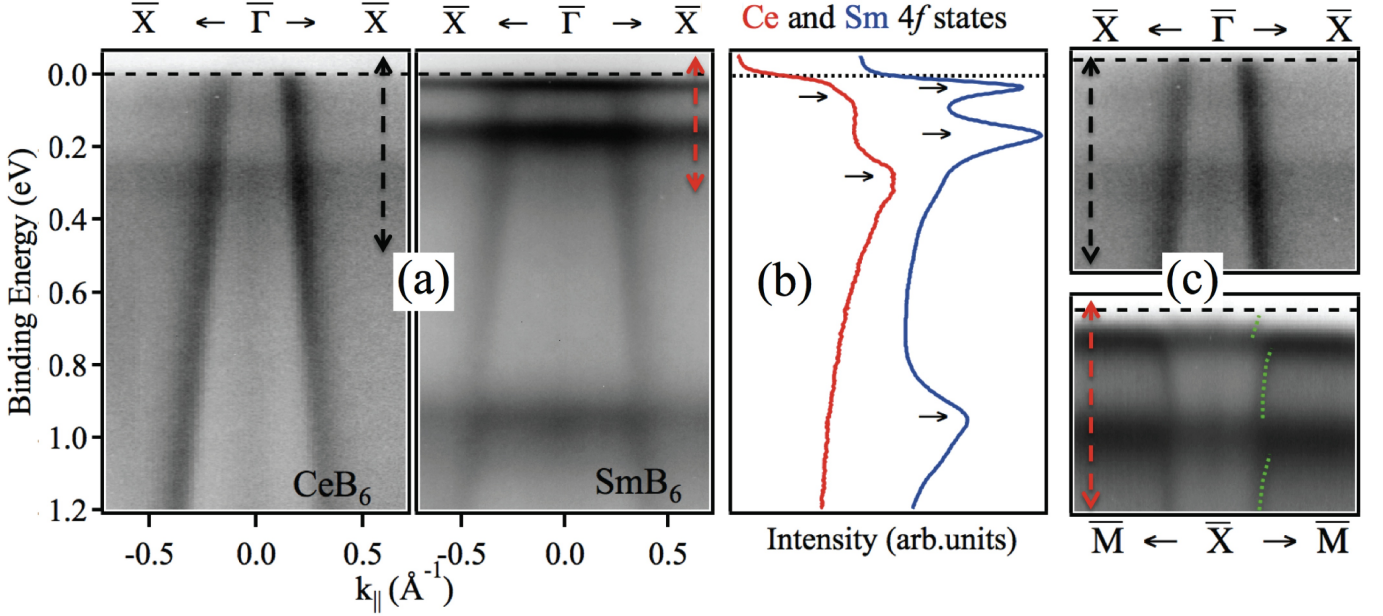 X̅ ← Γ̅ → X̅
X̅ ← Γ̅ → X̅
Ce and Sm 4f states
X̅ ← Γ̅ → X̅
Binding Energy (eV)
0.0
0.2
0.4
0.6
0.8
1.0
1.2
(a)
CeB₆
SmB₆
-0.5 0.0 0.5
-0.5 0.0 0.5
k|| (Å⁻¹)
(b)
Intensity (arb.units)
(c)
M̅ ← X̅ → M̅